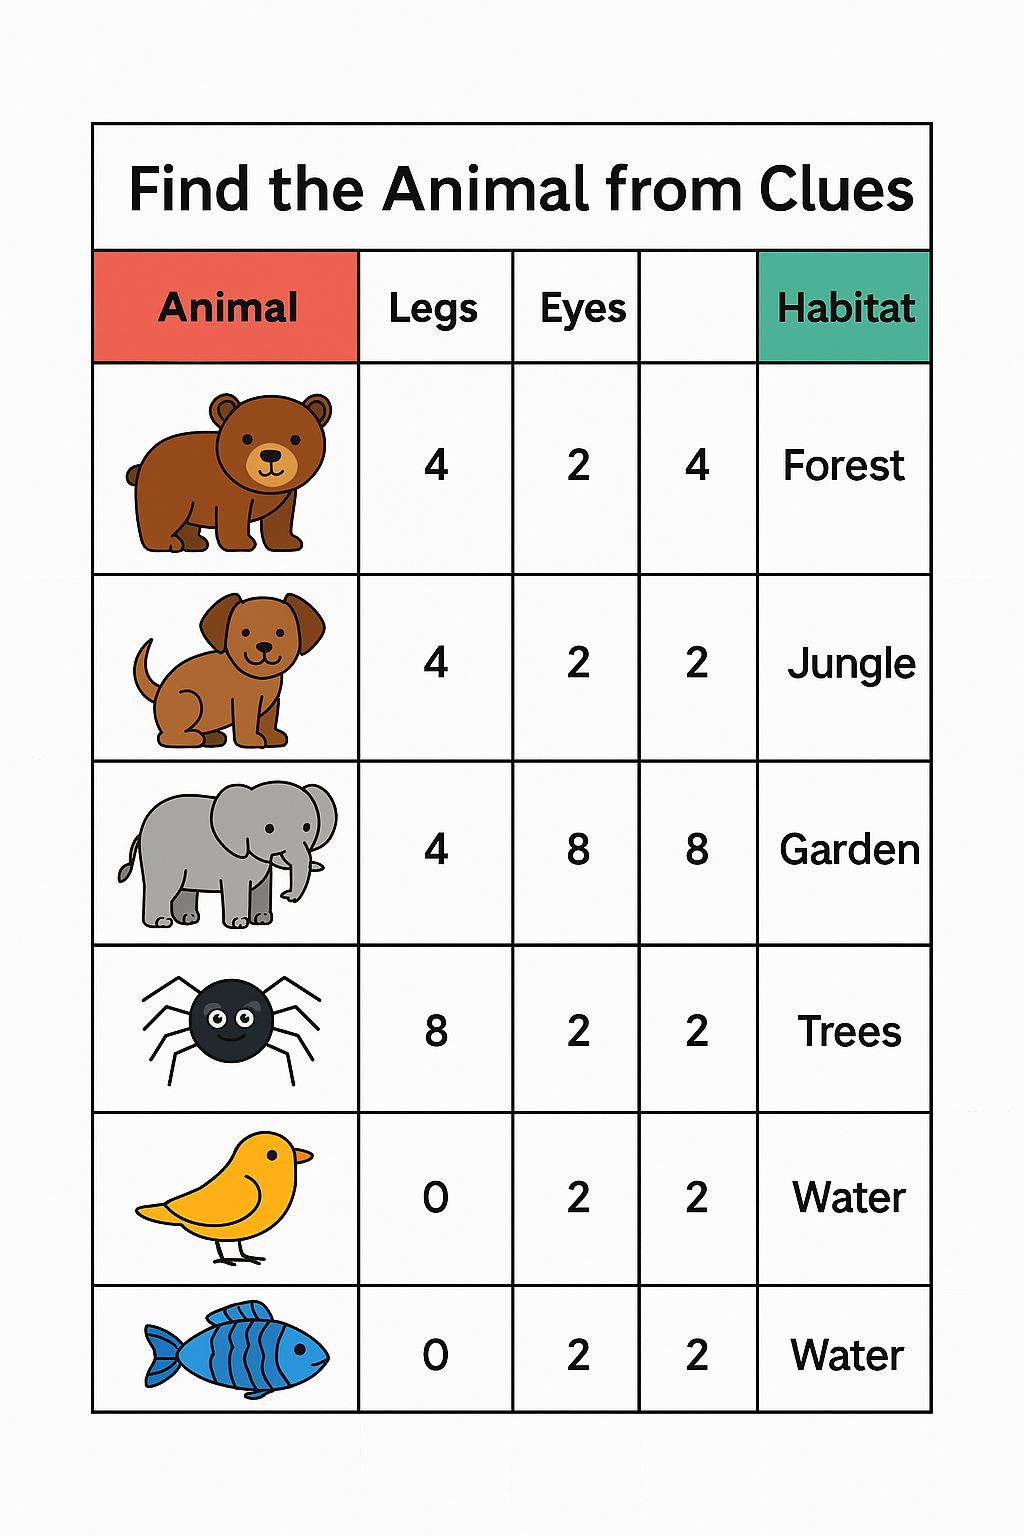 Find the Animal from Clues
Animal Legs Eyes Habitat
4 2 4 Forest
4 2 2 Jungle
4 8 8 Garden
8 2 2 Trees
0 2 2 Water
0 2 2 Water